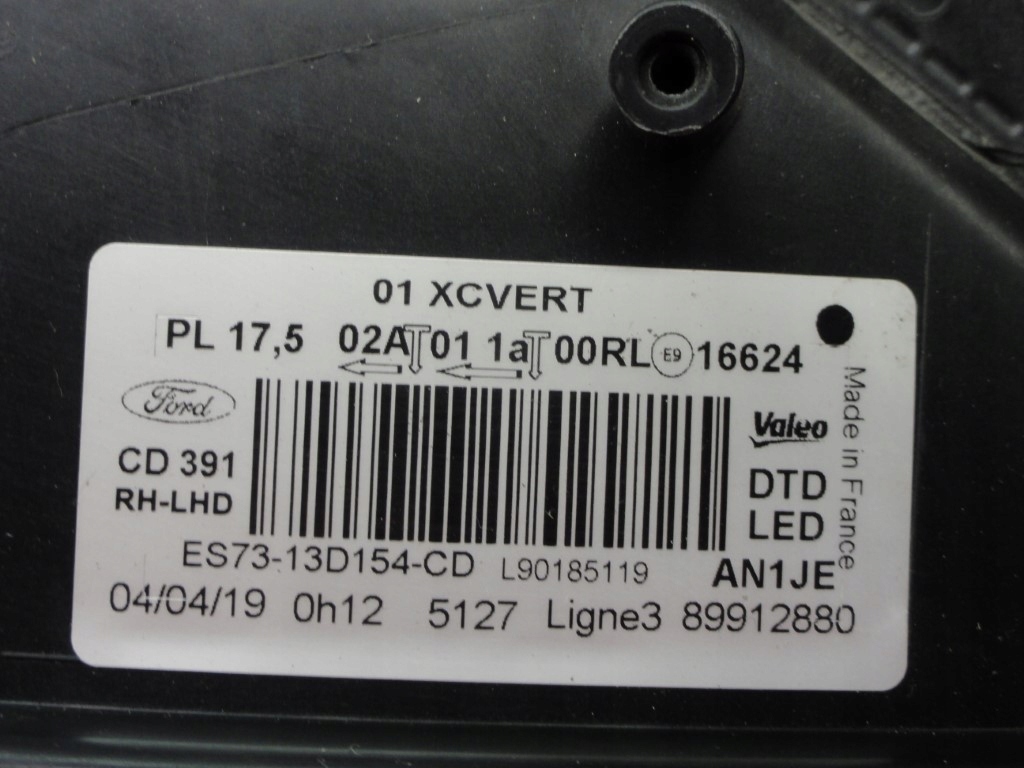 01 XCVERT
PL 17,5 02A 01 1a 00RL E9 16624
Ford
Valeo
CD 391
DTD
RH-LHD
LED
ES73-13D154-CD L90185119 AN1JE
04/04/19 0h12 5127 Ligne3 89912880
Made in France